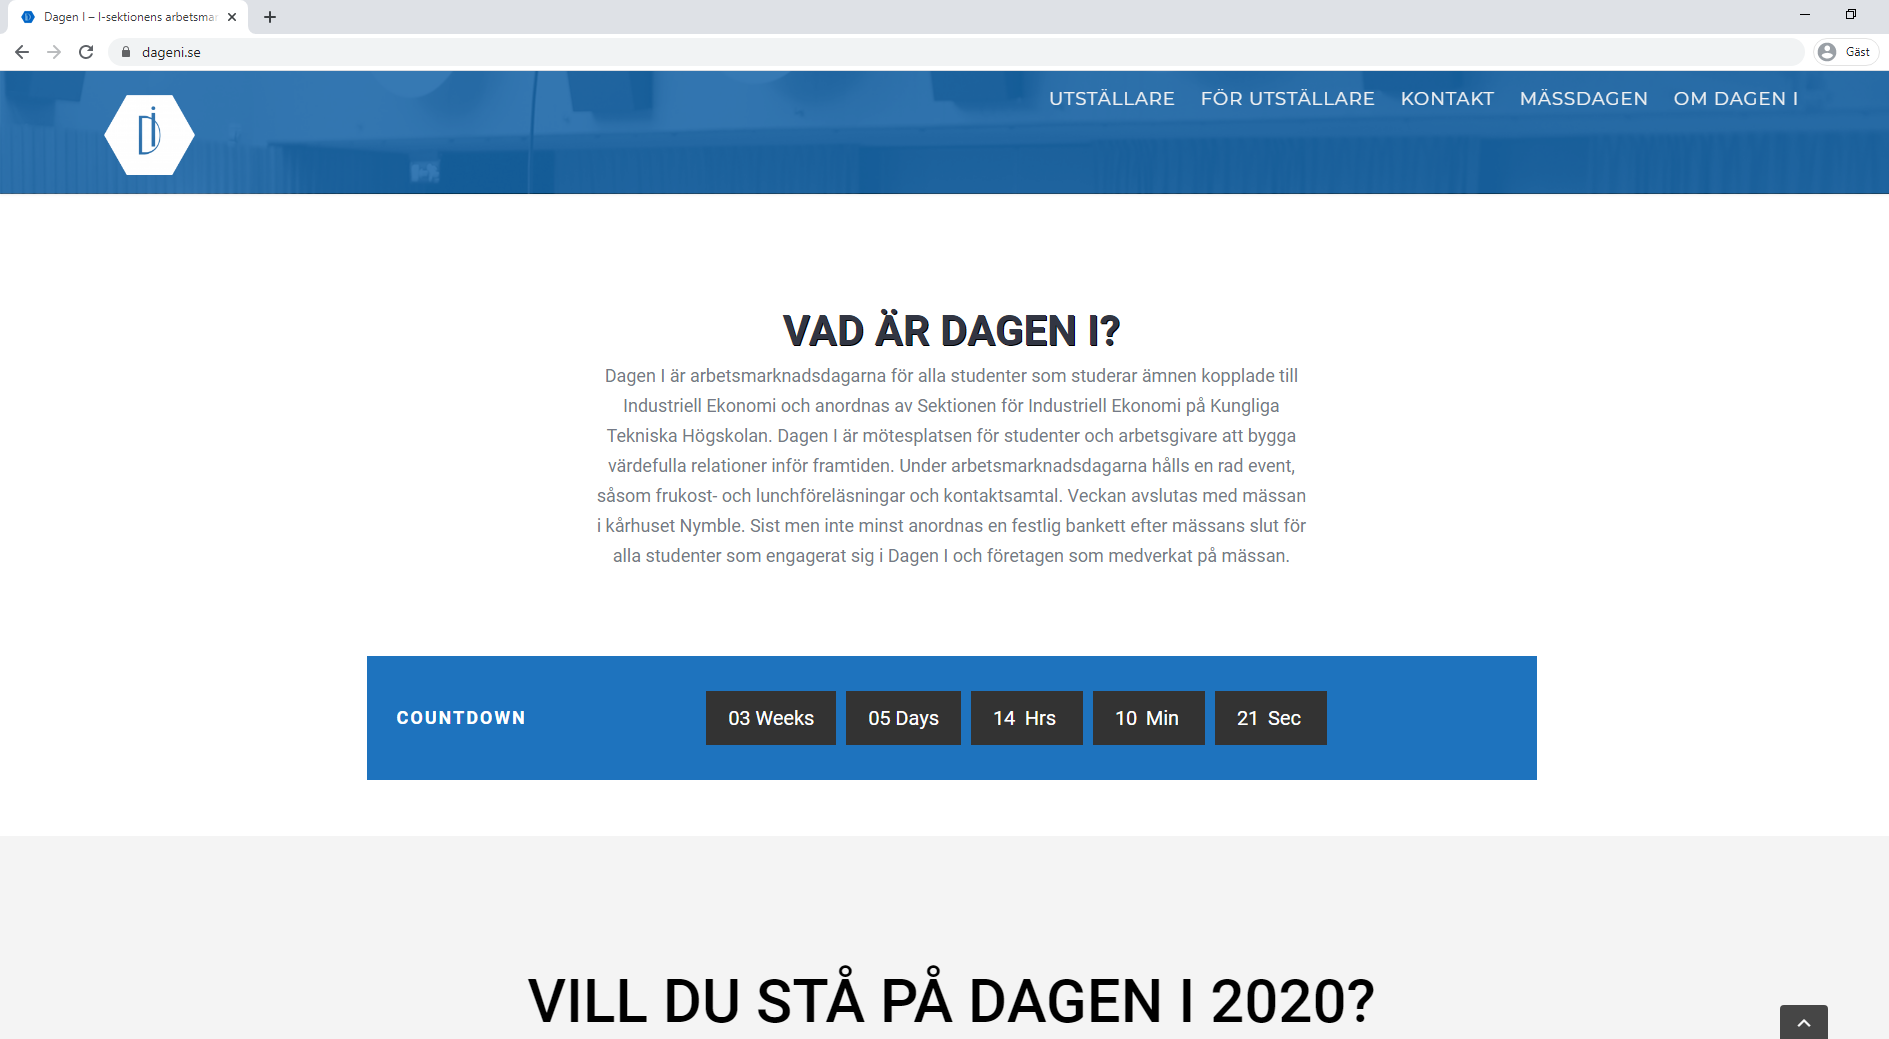 Dagen I – I-sektionens arbetsmar
dageni.se
Gäst
DI
UTSTÄLLARE FÖR UTSTÄLLARE KONTAKT MÄSSDAGEN OM DAGEN I
VAD ÄR DAGEN I?
Dagen I är arbetsmarknadsdagarna för alla studenter som studerar ämnen kopplade till
Industriell Ekonomi och anordnas av Sektionen för Industriell Ekonomi på Kungliga
Tekniska Högskolan. Dagen I är mötesplatsen för studenter och arbetsgivare att bygga
värdefulla relationer inför framtiden. Under arbetsmarknadsdagarna hålls en rad event,
såsom frukost- och lunchföreläsningar och kontaktsamtal. Veckan avslutas med mässan
i kårhuset Nymble. Sist men inte minst anordnas en festlig bankett efter mässans slut för
alla studenter som engagerat sig i Dagen I och företagen som medverkat på mässan.
COUNTDOWN 03 Weeks 05 Days 14 Hrs 10 Min 21 Sec
VILL DU STÅ PÅ DAGEN I 2020?